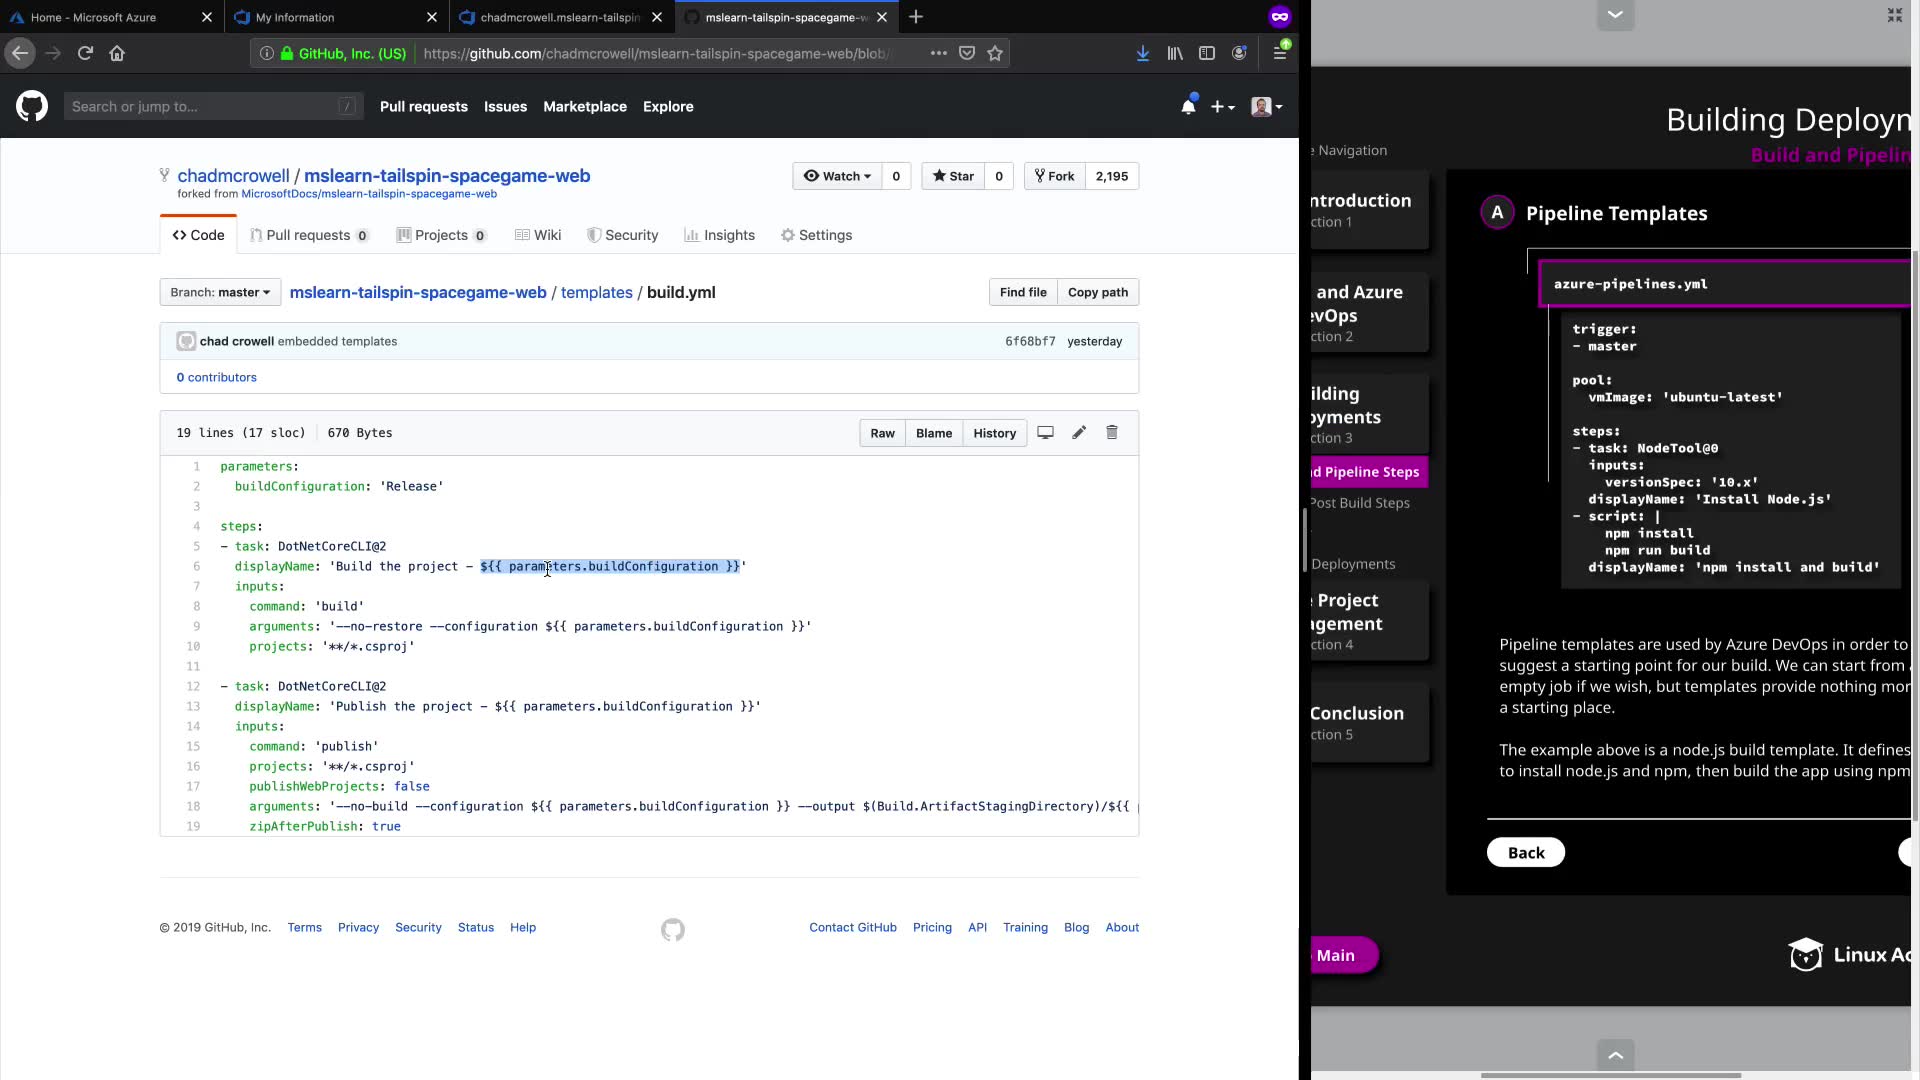 Home - Microsoft Azure
My Information
chadmcrowell.mslearn-tailspin
mslearn-tailspin-spacegame-w
GitHub, Inc. (US)
https://github.com/chadmcrowell/mslearn-tailspin-spacegame-web/blob/
Search or jump to...
/
Pull requests
Issues
Marketplace
Explore
chadmcrowell / mslearn-tailspin-spacegame-web
forked from MicrosoftDocs/mslearn-tailspin-spacegame-web
Watch
0
Star
0
Fork
2,195
Code
Pull requests 0
Projects 0
Wiki
Security
Insights
Settings
Branch: master
mslearn-tailspin-spacegame-web / templates / build.yml
Find file
Copy path
chad crowell embedded templates
6f68bf7 yesterday
0 contributors
19 lines (17 sloc)
670 Bytes
Raw
Blame
History
1 parameters:
2 buildConfiguration: 'Release'
3
4 steps:
5 - task: DotNetCoreCLI@2
6 displayName: 'Build the project - ${{ parameters.buildConfiguration }}'
7 inputs:
8 command: 'build'
9 arguments: '--no-restore --configuration ${{ parameters.buildConfiguration }}'
10 projects: '**/*.csproj'
11
12 - task: DotNetCoreCLI@2
13 displayName: 'Publish the project - ${{ parameters.buildConfiguration }}'
14 inputs:
15 command: 'publish'
16 projects: '**/*.csproj'
17 publishWebProjects: false
18 arguments: '--no-build --configuration ${{ parameters.buildConfiguration }} --output $(Build.ArtifactStagingDirectory)/${{
19 zipAfterPublish: true
© 2019 GitHub, Inc.
Terms
Privacy
Security
Status
Help
Contact GitHub
Pricing
API
Training
Blog
About
Building Deploym
Build and Pipelin
e Navigation
ntroduction
ction 1
and Azure
evOps
ction 2
ilding
oyments
ction 3
d Pipeline Steps
Post Build Steps
Deployments
Project
agement
ction 4
Conclusion
ction 5
Main
A
Pipeline Templates
azure-pipelines.yml
trigger:
- master
pool:
vmImage: 'ubuntu-latest'
steps:
- task: NodeTool@0
inputs:
versionSpec: '10.x'
displayName: 'Install Node.js'
- script: |
npm install
npm run build
displayName: 'npm install and build'
Pipeline templates are used by Azure DevOps in order to
suggest a starting point for our build. We can start from
empty job if we wish, but templates provide nothing mor
a starting place.
The example above is a node.js build template. It defines
to install node.js and npm, then build the app using npm
Back
Linux Ac